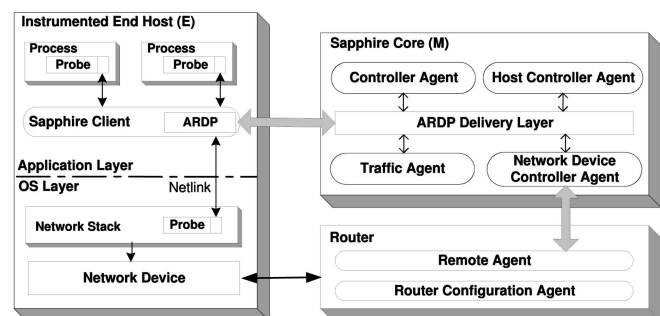 Instrumented End Host (E)
Process
Probe
Process
Probe
Sapphire Client
ARDP
Application Layer
OS Layer
Netlink
Network Stack
Probe
Network Device
Sapphire Core (M)
Controller Agent
Host Controller Agent
ARDP Delivery Layer
Traffic Agent
Network Device
Controller Agent
Router
Remote Agent
Router Configuration Agent